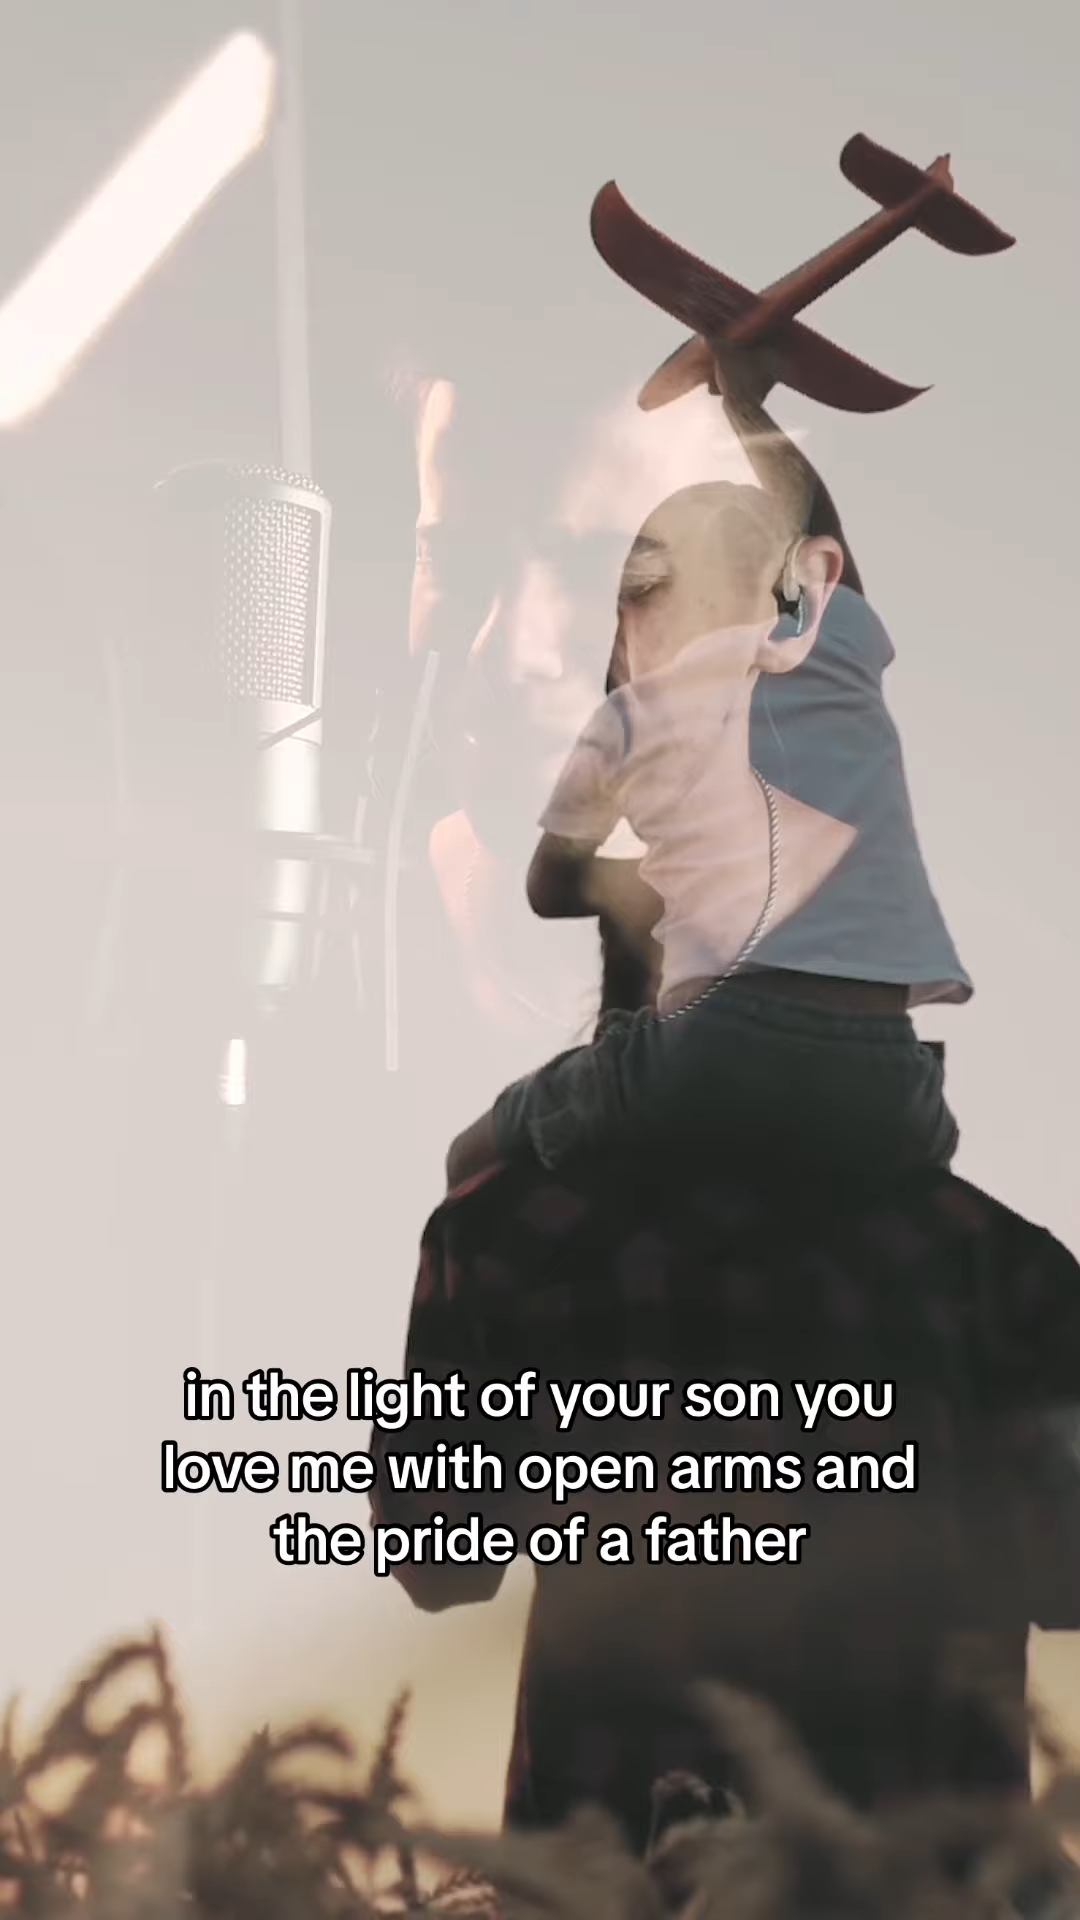 in the light of your son you
love me with open arms and
the pride of a father